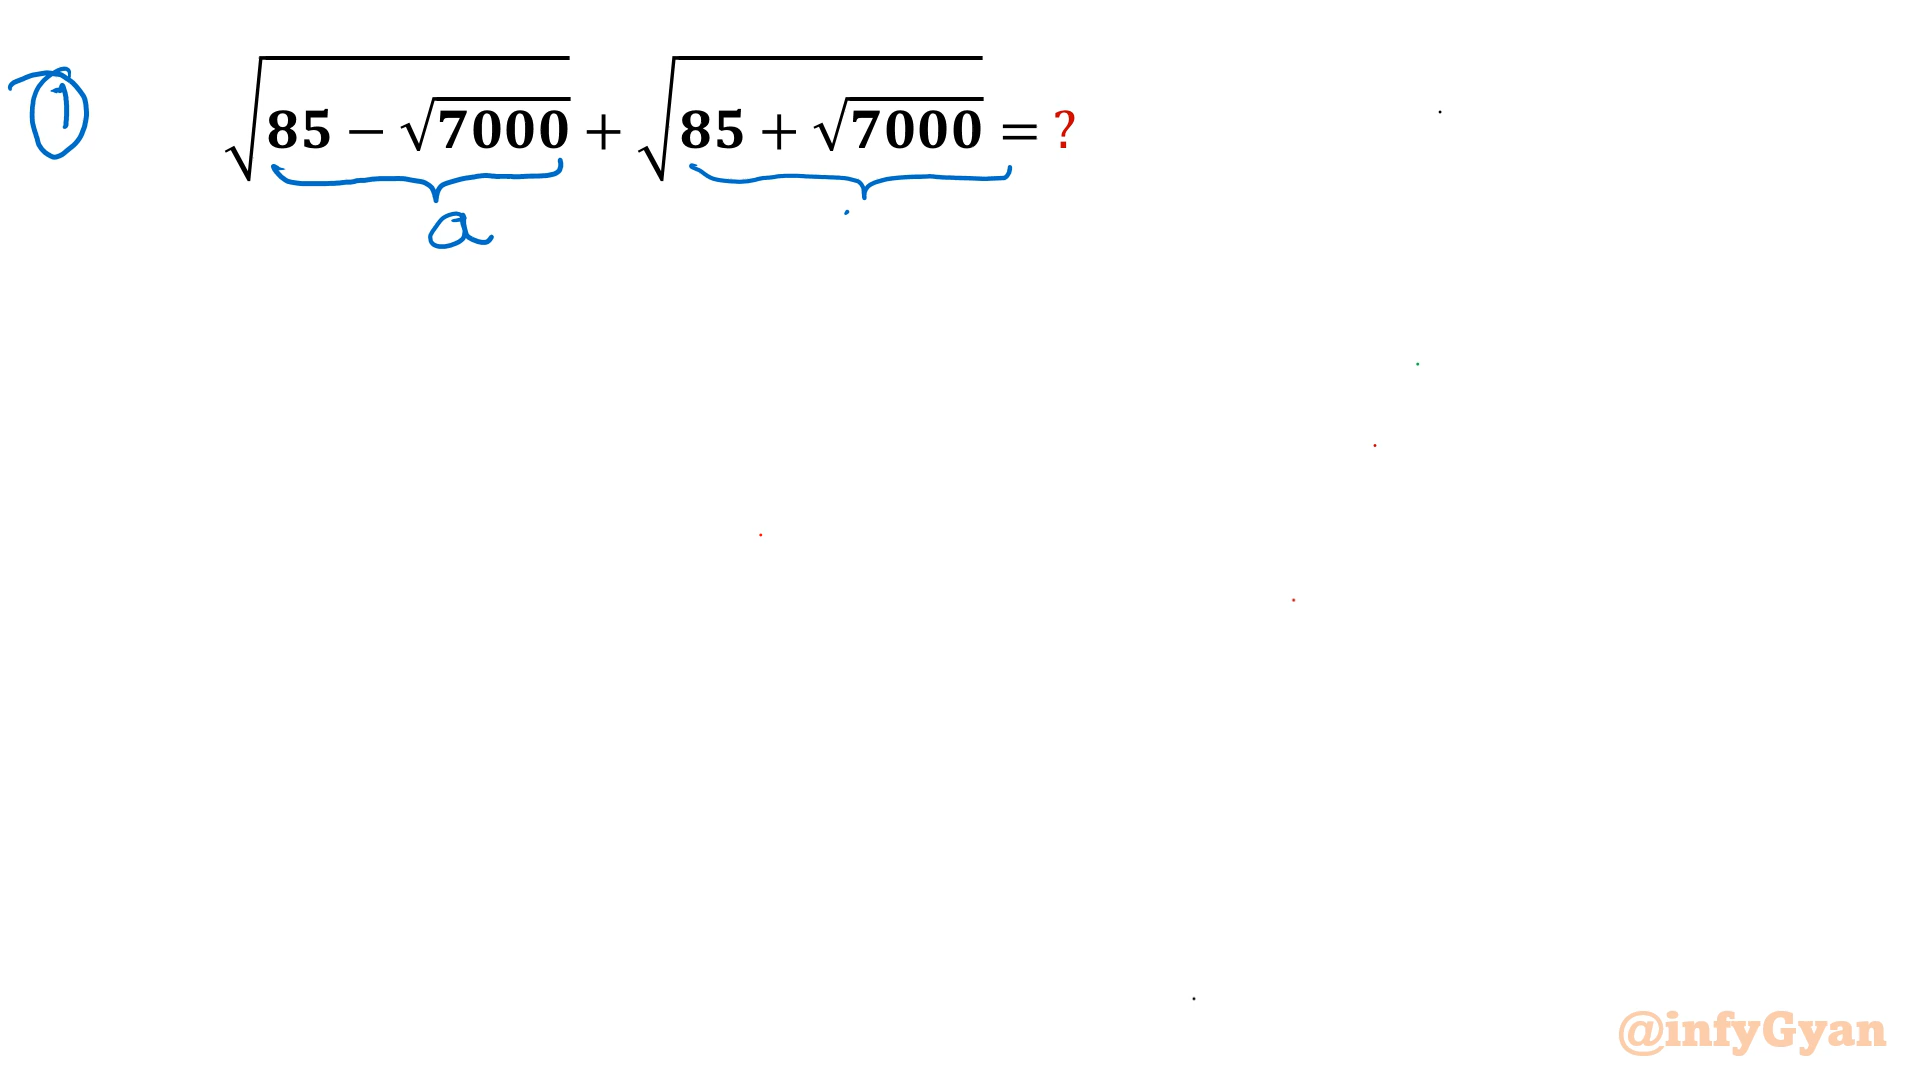 ① √(85 − √7000) + √(85 + √7000) = ?
a
@infyGyan